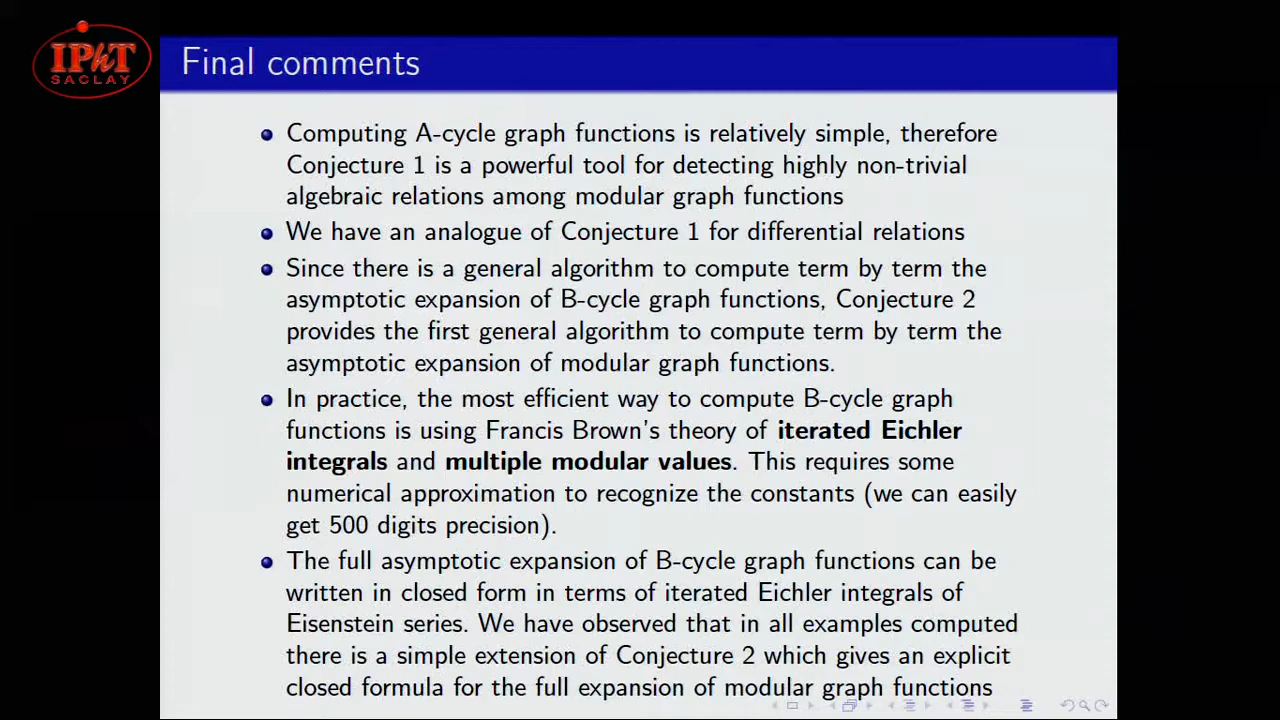 IPhT
SACLAY
Final comments
Computing A-cycle graph functions is relatively simple, therefore
Conjecture 1 is a powerful tool for detecting highly non-trivial
algebraic relations among modular graph functions
We have an analogue of Conjecture 1 for differential relations
Since there is a general algorithm to compute term by term the
asymptotic expansion of B-cycle graph functions, Conjecture 2
provides the first general algorithm to compute term by term the
asymptotic expansion of modular graph functions.
In practice, the most efficient way to compute B-cycle graph
functions is using Francis Brown's theory of iterated Eichler
integrals and multiple modular values. This requires some
numerical approximation to recognize the constants (we can easily
get 500 digits precision).
The full asymptotic expansion of B-cycle graph functions can be
written in closed form in terms of iterated Eichler integrals of
Eisenstein series. We have observed that in all examples computed
there is a simple extension of Conjecture 2 which gives an explicit
closed formula for the full expansion of modular graph functions